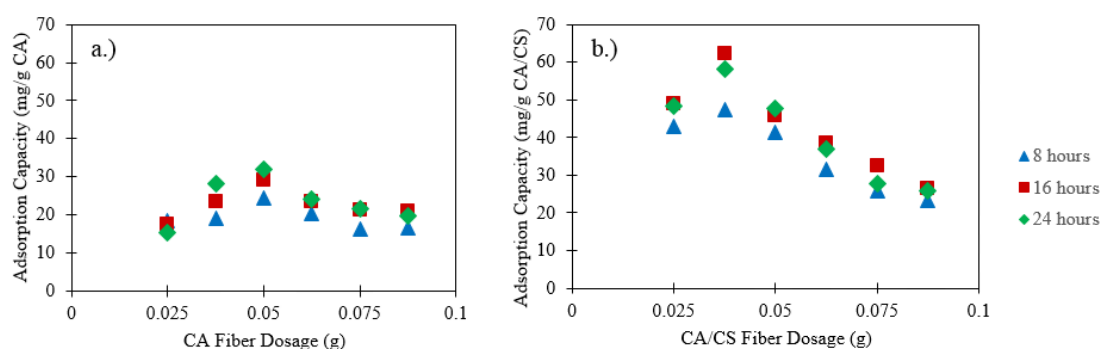 a.)
Adsorption Capacity (mg/g CA)
70
60
50
40
30
20
10
0
0 0.025 0.05 0.075 0.1
CA Fiber Dosage (g)
b.)
Adsorption Capacity (mg/g CA/CS)
70
60
50
40
30
20
10
0
0 0.025 0.05 0.075 0.1
CA/CS Fiber Dosage (g)
8 hours
16 hours
24 hours